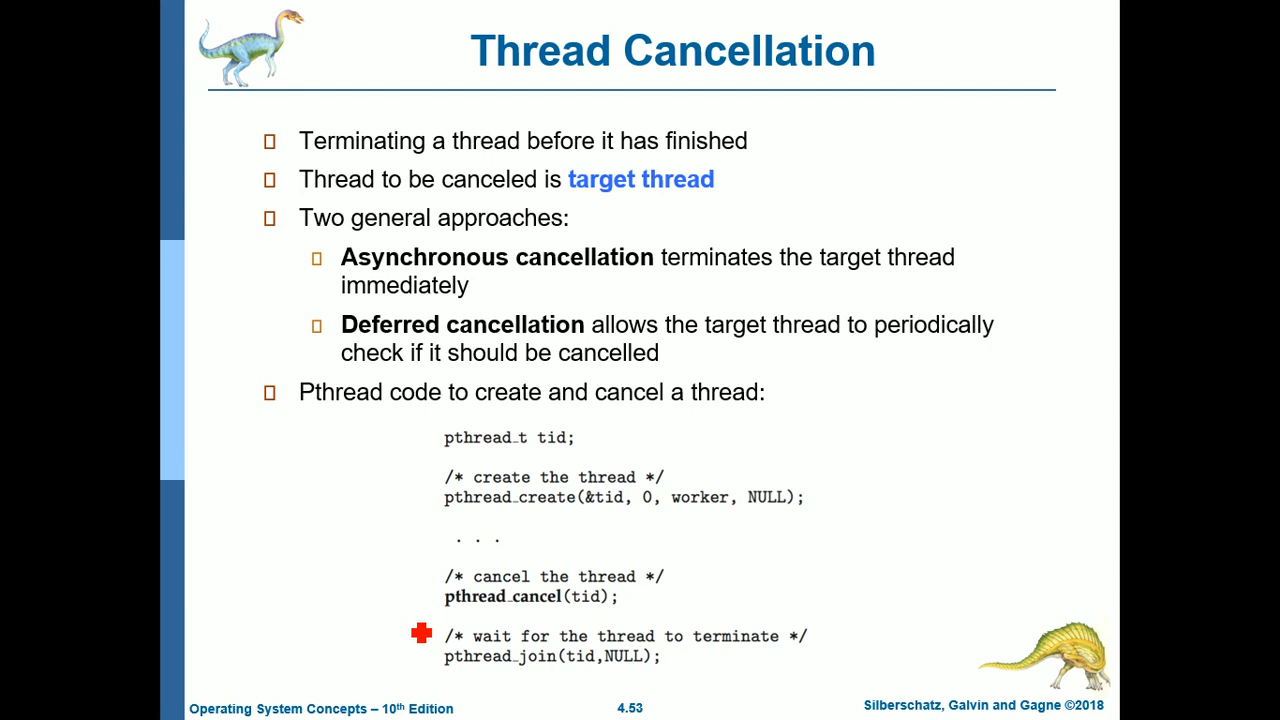 Thread Cancellation
Terminating a thread before it has finished
Thread to be canceled is target thread
Two general approaches:
Asynchronous cancellation terminates the target thread
immediately
Deferred cancellation allows the target thread to periodically
check if it should be cancelled
Pthread code to create and cancel a thread:
pthread_t tid;
/* create the thread */
pthread_create(&tid, 0, worker, NULL);
. . .
/* cancel the thread */
pthread_cancel(tid);
/* wait for the thread to terminate */
pthread_join(tid,NULL);
Operating System Concepts – 10th Edition
4.53
Silberschatz, Galvin and Gagne ©2018